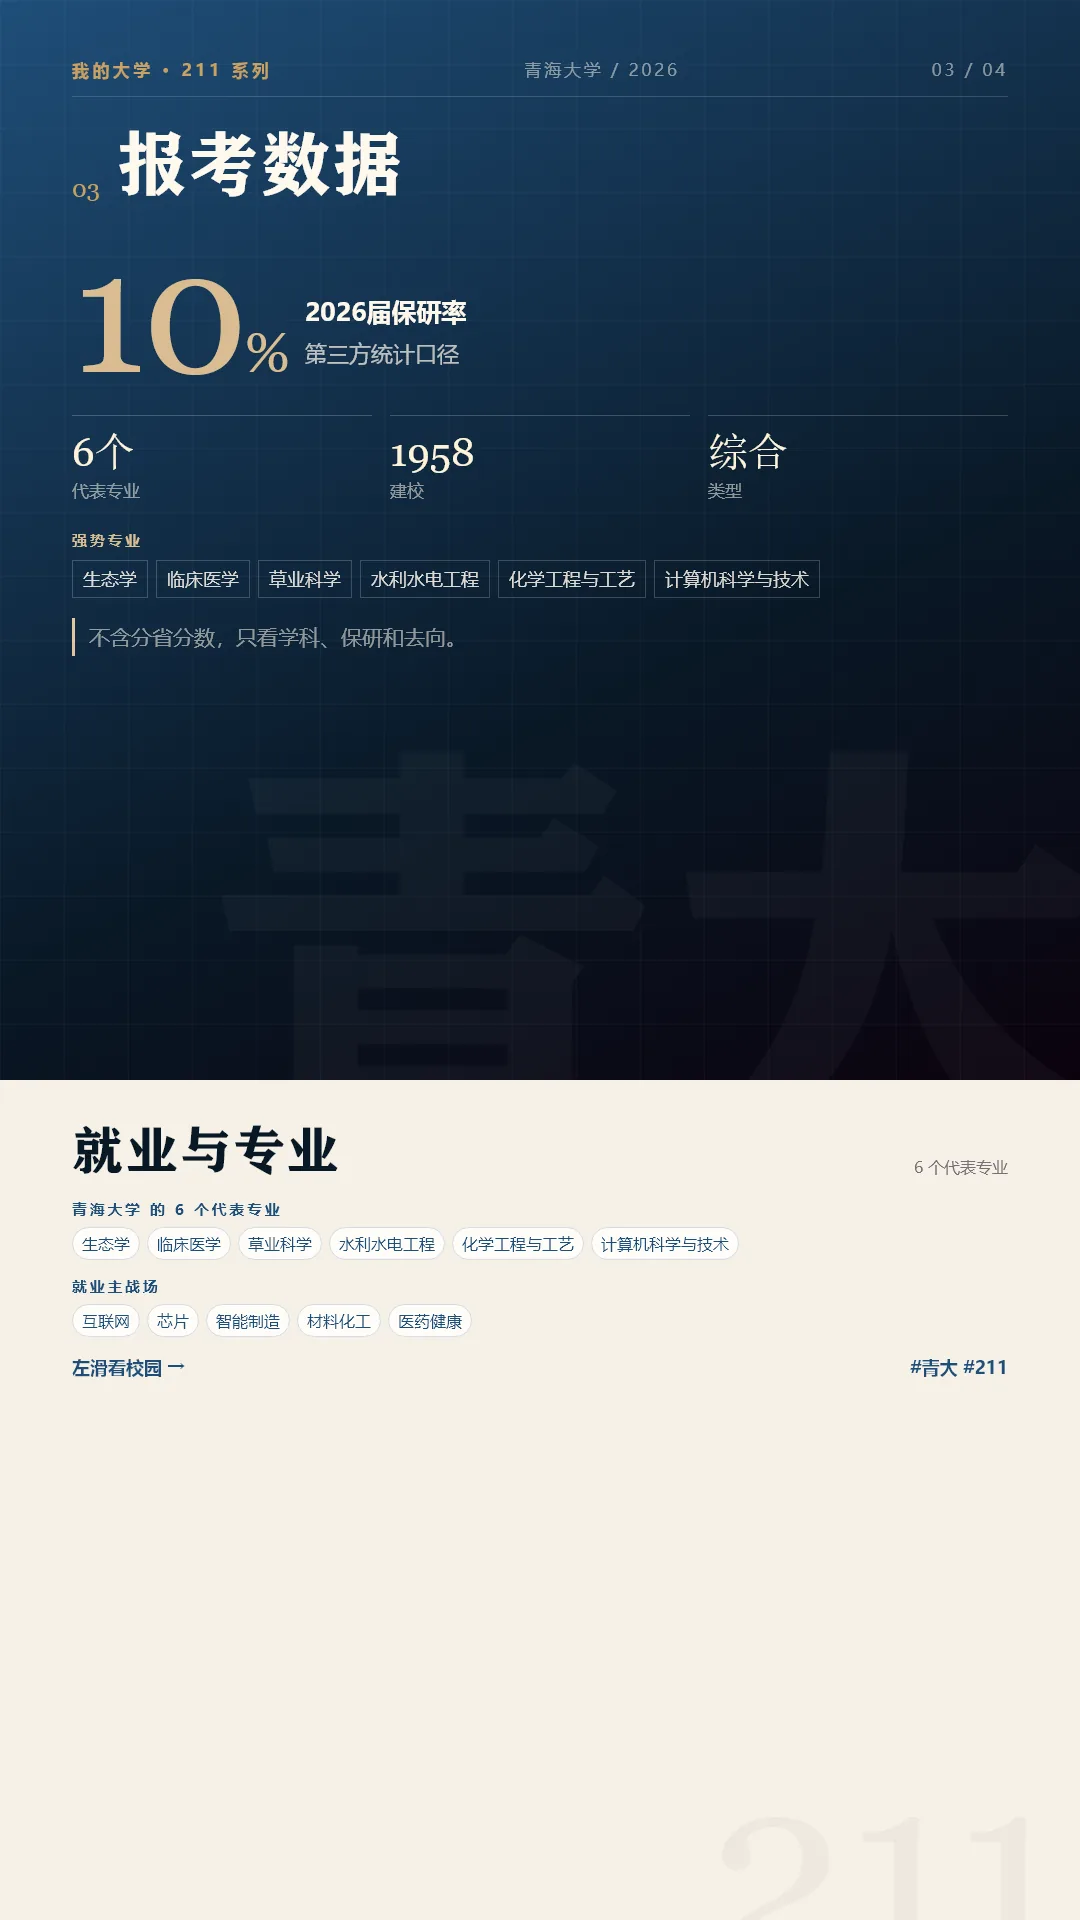 我的大学 · 211 系列
青海大学 / 2026
03 / 04
03 报考数据
10%
2026届保研率
第三方统计口径
6个
代表专业
1958
建校
综合
类型
强势专业
生态学 临床医学 草业科学 水利水电工程 化学工程与工艺 计算机科学与技术
不含分省分数，只看学科、保研和去向。
青大
就业与专业
6 个代表专业
青海大学 的 6 个代表专业
生态学 临床医学 草业科学 水利水电工程 化学工程与工艺 计算机科学与技术
就业主战场
互联网 芯片 智能制造 材料化工 医药健康
左滑看校园 →
#青大 #211
211